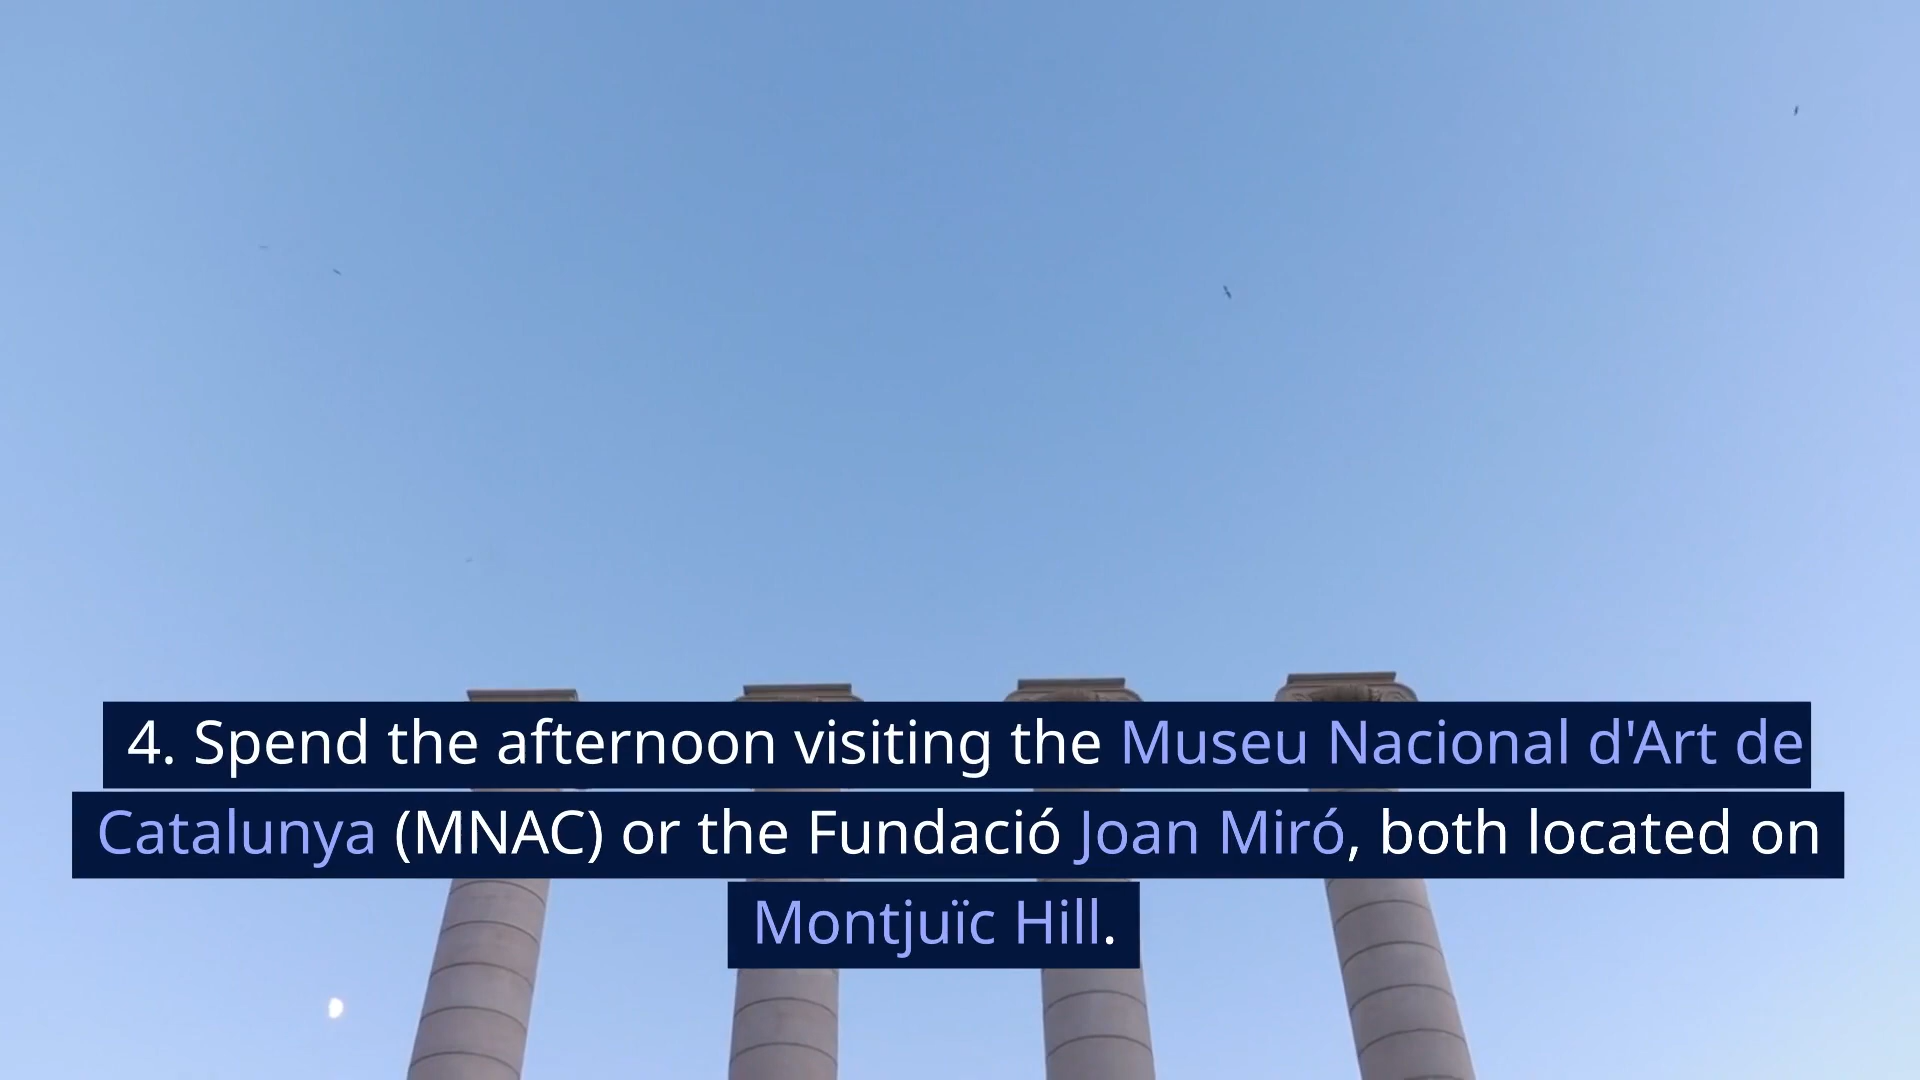 4. Spend the afternoon visiting the Museu Nacional d'Art de
Catalunya (MNAC) or the Fundació Joan Miró, both located on
Montjuïc Hill.